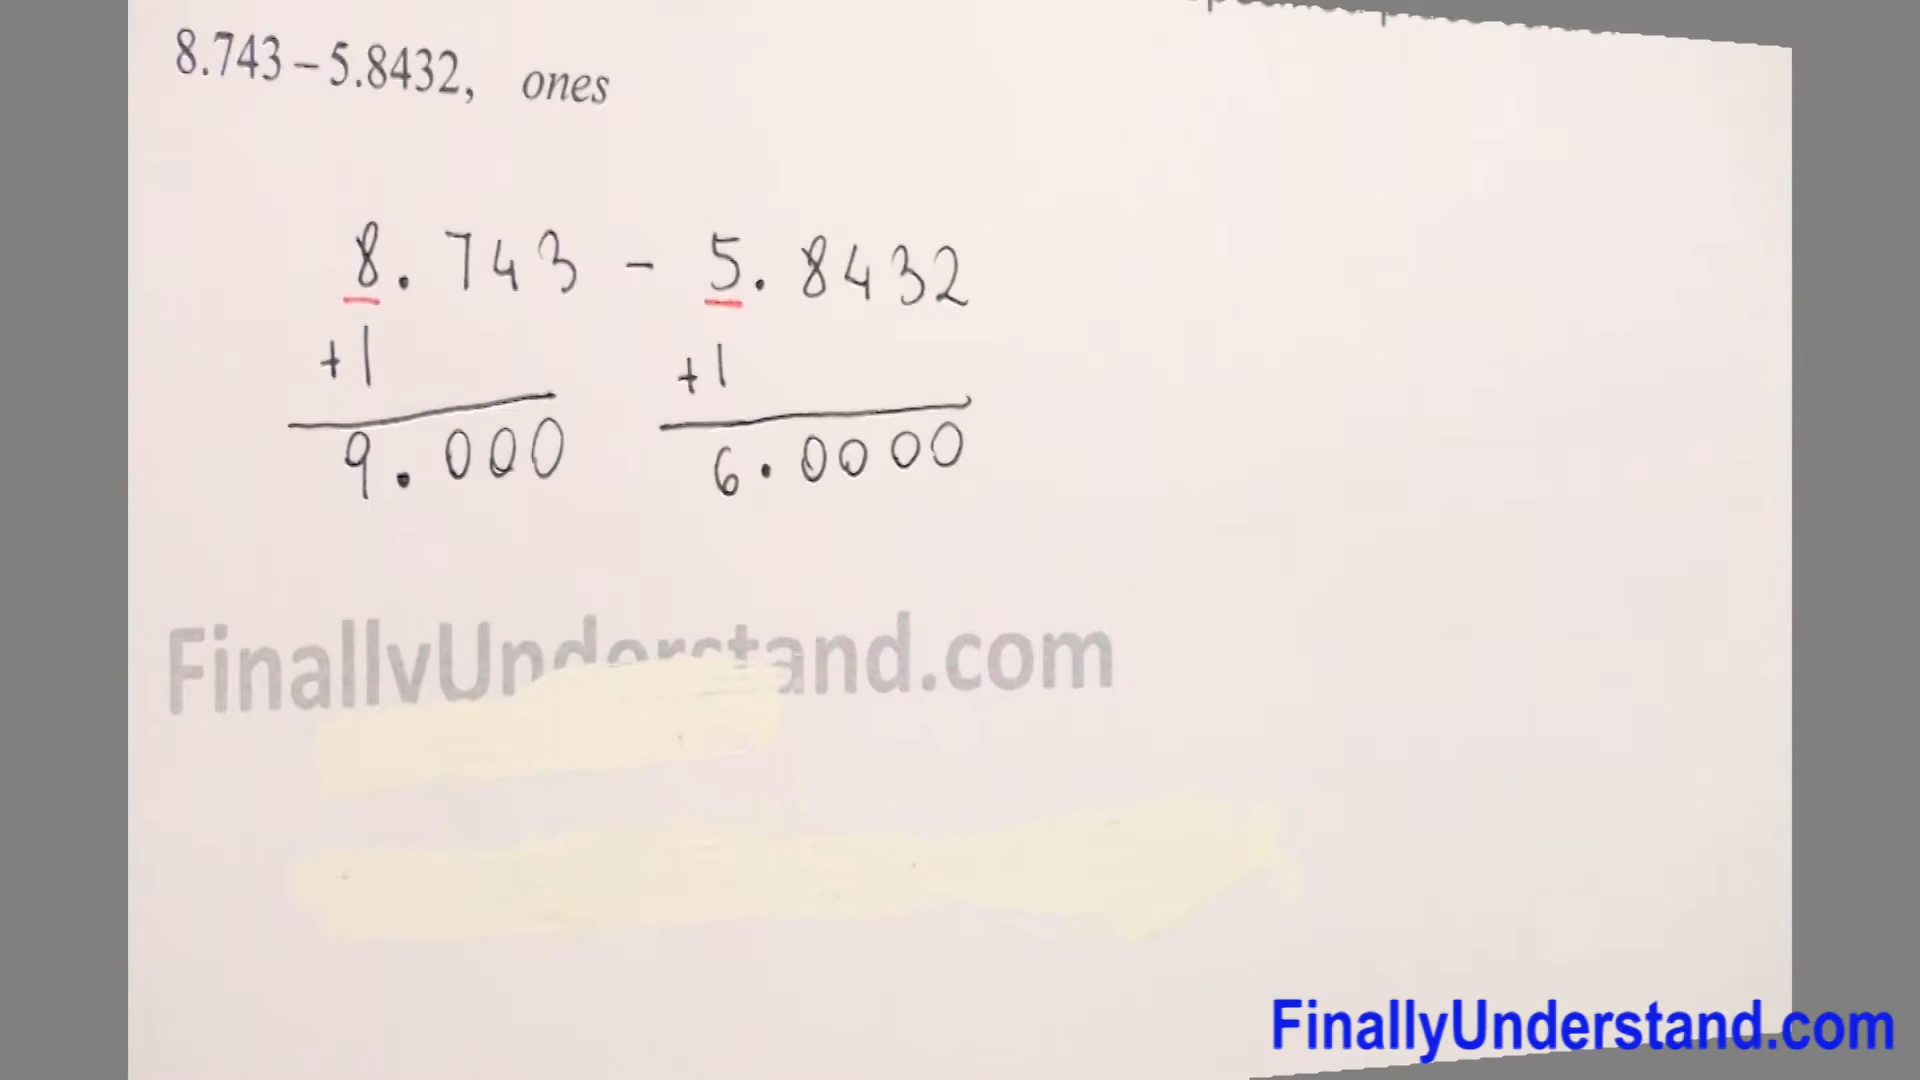 8.743 – 5.8432, ones
8.743 - 5.8432
+1 +1
9.000 6.0000
FinallyUnderstand.com
FinallyUnderstand.com